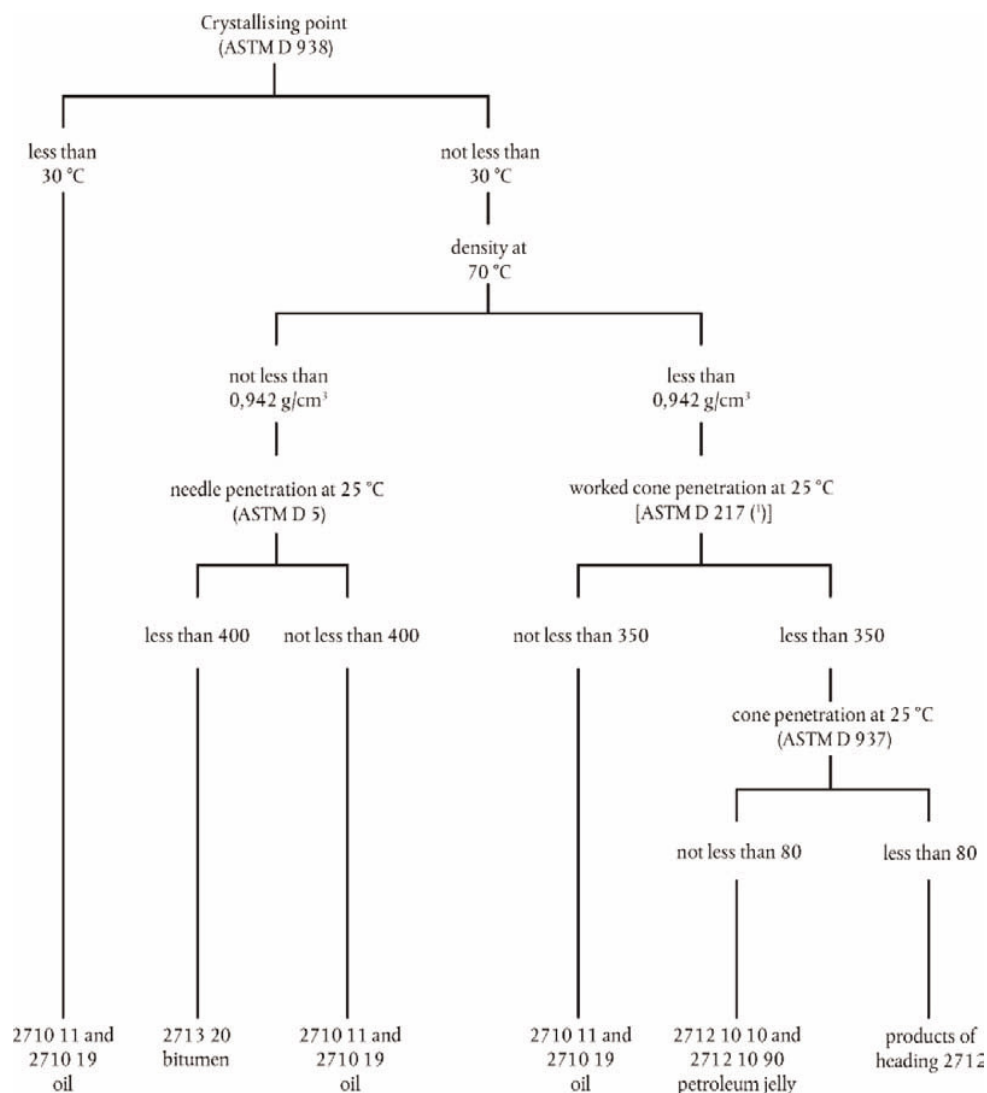 Crystallising point
(ASTM D 938)
less than
30 °C
not less than
30 °C
density at
70 °C
not less than
0,942 g/cm³
less than
0,942 g/cm³
needle penetration at 25 °C
(ASTM D 5)
worked cone penetration at 25 °C
[ASTM D 217 (¹)]
less than 400
not less than 400
not less than 350
less than 350
cone penetration at 25 °C
(ASTM D 937)
not less than 80
less than 80
2710 11 and
2710 19
oil
2713 20
bitumen
2710 11 and
2710 19
oil
2710 11 and
2710 19
oil
2712 10 10 and
2712 10 90
petroleum jelly
products of
heading 2712